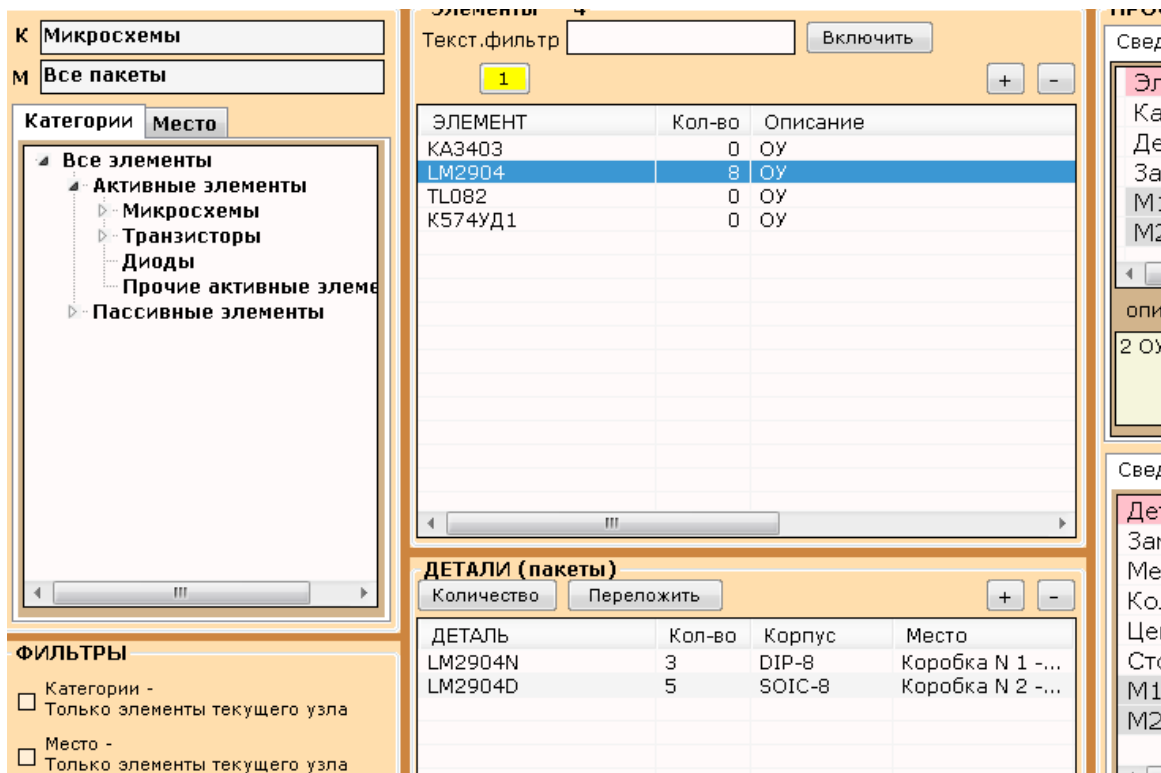 К Микросхемы
М Все пакеты
Категории Место
Все элементы
Активные элементы
Микросхемы
Транзисторы
Диоды
Прочие активные элеме
Пассивные элементы
ФИЛЬТРЫ
Категории -
Только элементы текущего узла
Место -
Только элементы текущего узла
Элементы 4
Текст.фильтр Включить
1 + -
ЭЛЕМЕНТ Кол-во Описание
KA3403 0 ОУ
LM2904 8 ОУ
TL082 0 ОУ
К574УД1 0 ОУ
ДЕТАЛИ (пакеты)
Количество Переложить + -
ДЕТАЛЬ Кол-во Корпус Место
LM2904N 3 DIP-8 Коробка N 1 -...
LM2904D 5 SOIC-8 Коробка N 2 -...
Свед
Эл
Ка
Де
За
М1
М2
опи
2 ОУ
Свед
Дет
Зам
Ме
Кол
Цен
Сто
М1
М2